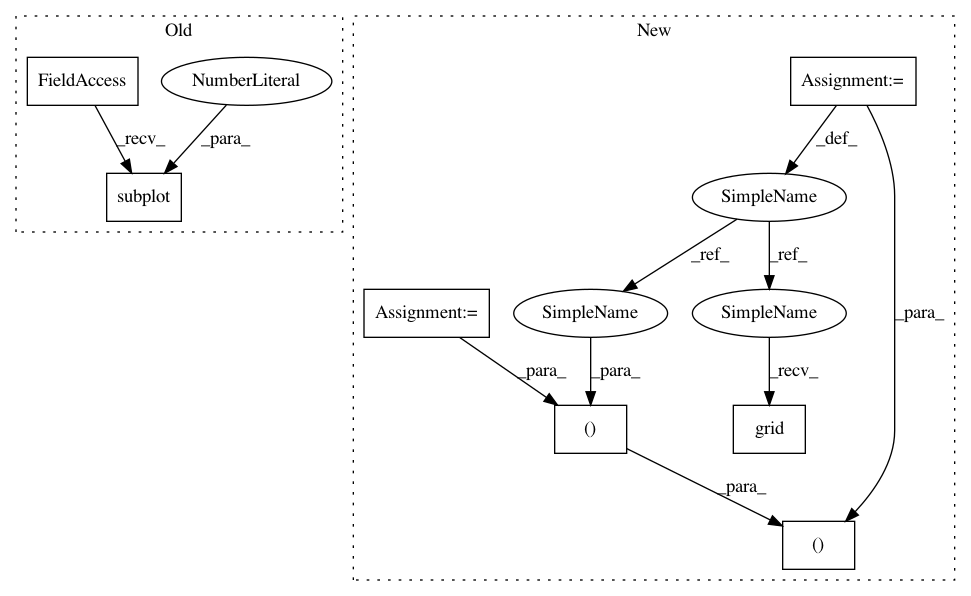 Old
New
FieldAccess
NumberLiteral
Assignment:=
_recv_
_para_
_def_
subplot
SimpleName
_ref_
_ref_
Assignment:=
SimpleName
SimpleName
_para_
_para_
_para_
_recv_
()
grid
_para_
()